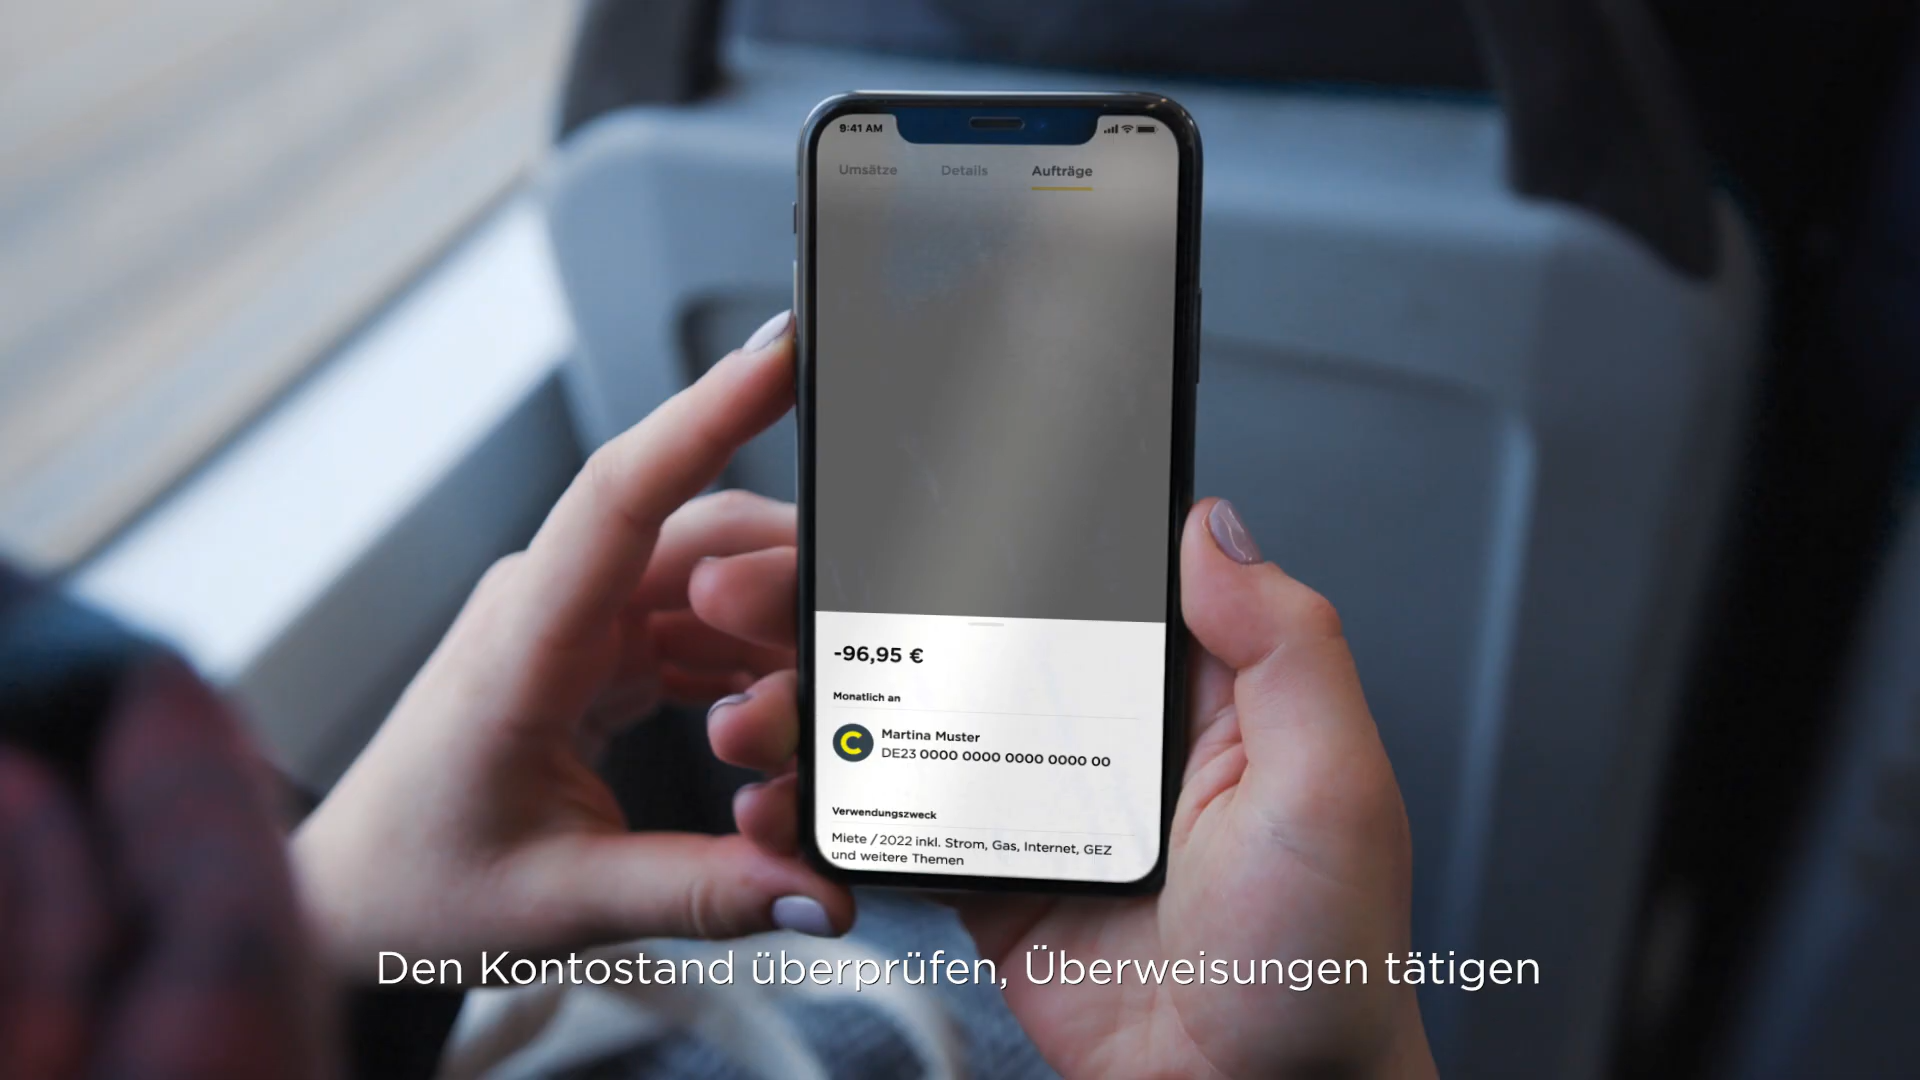 9:41 AM
Umsätze Details Aufträge
-96,95 €
Monatlich an
C
Martina Muster
DE23 0000 0000 0000 0000 00
Verwendungszweck
Miete / 2022 inkl. Strom, Gas, Internet, GEZ
und weitere Themen
Den Kontostand überprüfen, Überweisungen tätigen